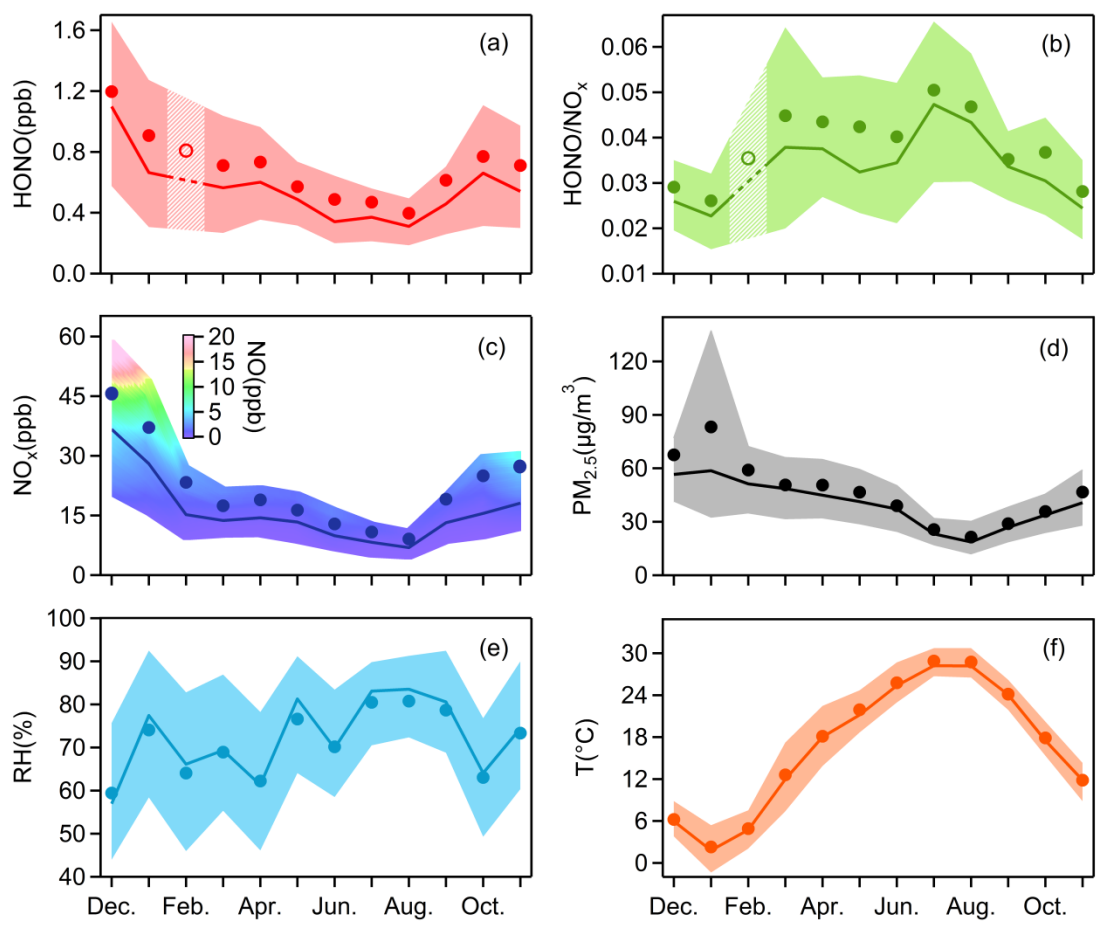 HONO(ppb)
1.6
1.2
0.8
0.4
0.0
(a)
HONO/NOx
0.06
0.05
0.04
0.03
0.02
0.01
(b)
NOx(ppb)
60
45
30
15
0
20
15
10
5
0
NO(ppb)
(c)
PM2.5(μg/m3)
120
90
60
30
0
(d)
RH(%)
100
90
80
70
60
50
40
(e)
Dec. Feb. Apr. Jun. Aug. Oct.
T(°C)
30
24
18
12
6
0
(f)
Dec. Feb. Apr. Jun. Aug. Oct.